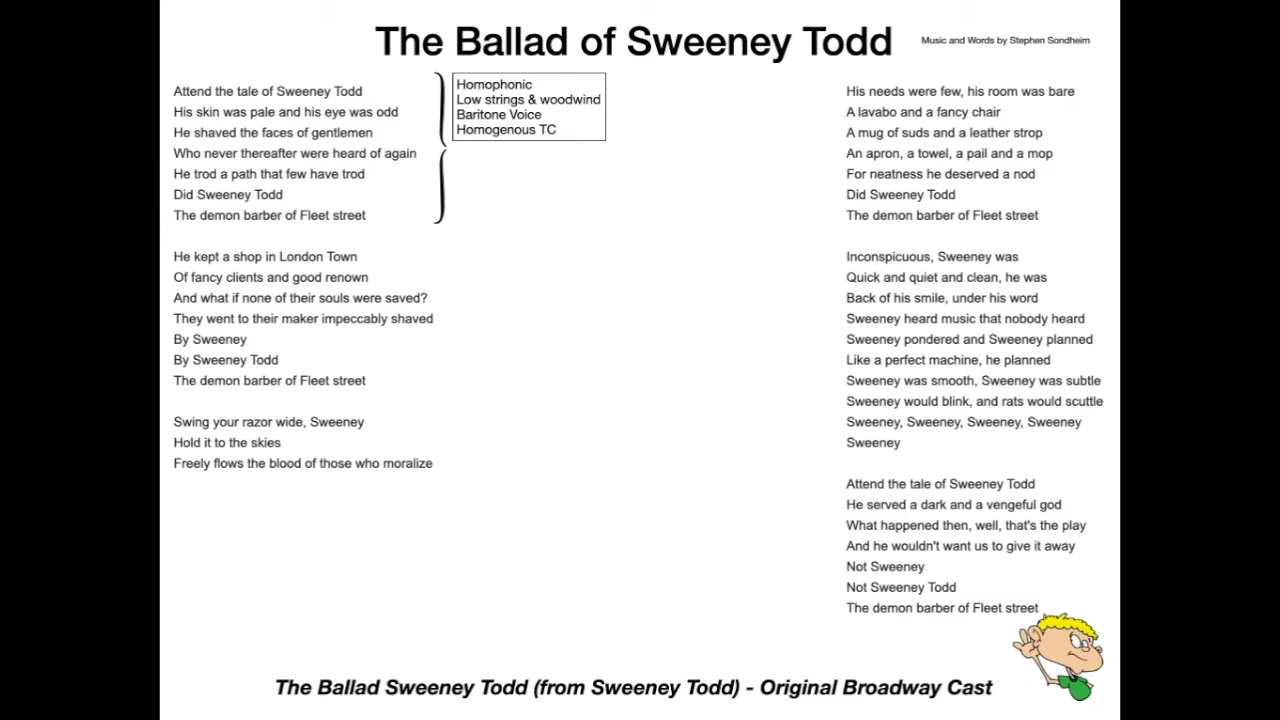 The Ballad of Sweeney Todd
Music and Words by Stephen Sondheim
Attend the tale of Sweeney Todd
His skin was pale and his eye was odd
He shaved the faces of gentlemen
Who never thereafter were heard of again
He trod a path that few have trod
Did Sweeney Todd
The demon barber of Fleet street
Homophonic
Low strings & woodwind
Baritone Voice
Homogenous TC
He kept a shop in London Town
Of fancy clients and good renown
And what if none of their souls were saved?
They went to their maker impeccably shaved
By Sweeney
By Sweeney Todd
The demon barber of Fleet street
Swing your razor wide, Sweeney
Hold it to the skies
Freely flows the blood of those who moralize
His needs were few, his room was bare
A lavabo and a fancy chair
A mug of suds and a leather strop
An apron, a towel, a pail and a mop
For neatness he deserved a nod
Did Sweeney Todd
The demon barber of Fleet street
Inconspicuous, Sweeney was
Quick and quiet and clean, he was
Back of his smile, under his word
Sweeney heard music that nobody heard
Sweeney pondered and Sweeney planned
Like a perfect machine, he planned
Sweeney was smooth, Sweeney was subtle
Sweeney would blink, and rats would scuttle
Sweeney, Sweeney, Sweeney, Sweeney
Sweeney
Attend the tale of Sweeney Todd
He served a dark and a vengeful god
What happened then, well, that's the play
And he wouldn't want us to give it away
Not Sweeney
Not Sweeney Todd
The demon barber of Fleet street
The Ballad Sweeney Todd (from Sweeney Todd) - Original Broadway Cast